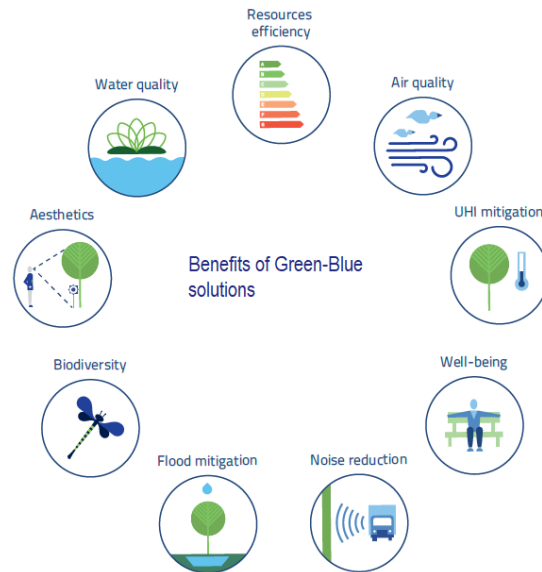 Resources
efficiency
Water quality
Air quality
Aesthetics
UHI mitigation
Benefits of Green-Blue
solutions
Biodiversity
Well-being
Flood mitigation
Noise reduction